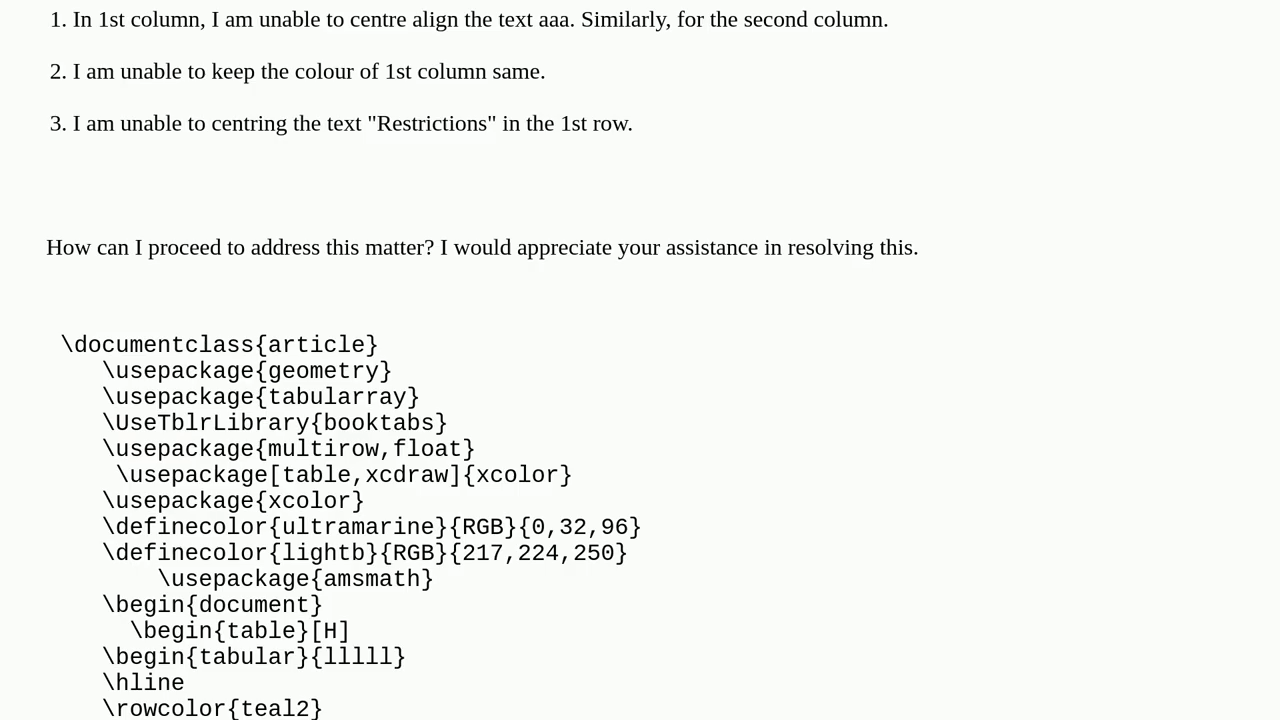 1. In 1st column, I am unable to centre align the text aaa. Similarly, for the second column.
2. I am unable to keep the colour of 1st column same.
3. I am unable to centring the text "Restrictions" in the 1st row.
How can I proceed to address this matter? I would appreciate your assistance in resolving this.
\documentclass{article}
\usepackage{geometry}
\usepackage{tabularray}
\UseTblrLibrary{booktabs}
\usepackage{multirow,float}
\usepackage[table,xcdraw]{xcolor}
\usepackage{xcolor}
\definecolor{ultramarine}{RGB}{0,32,96}
\definecolor{lightb}{RGB}{217,224,250}
\usepackage{amsmath}
\begin{document}
\begin{table}[H]
\begin{tabular}{lllll}
\hline
\rowcolor{teal2}